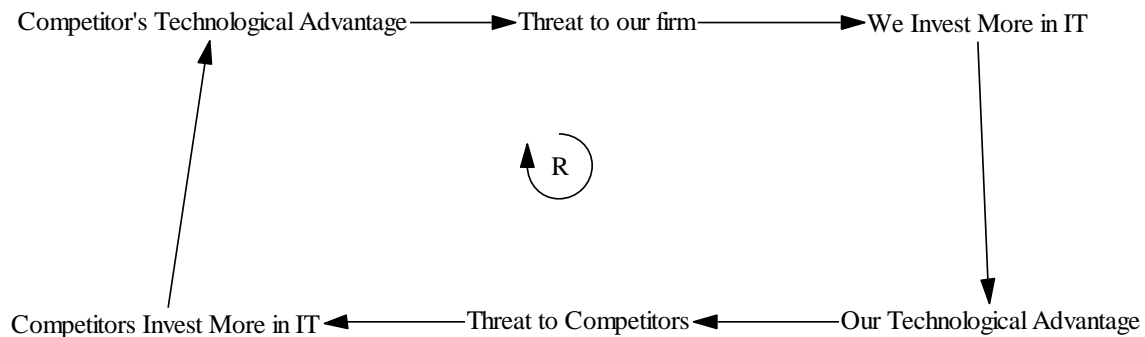 Competitor's Technological Advantage
Threat to our firm
We Invest More in IT
R
Competitors Invest More in IT
Threat to Competitors
Our Technological Advantage